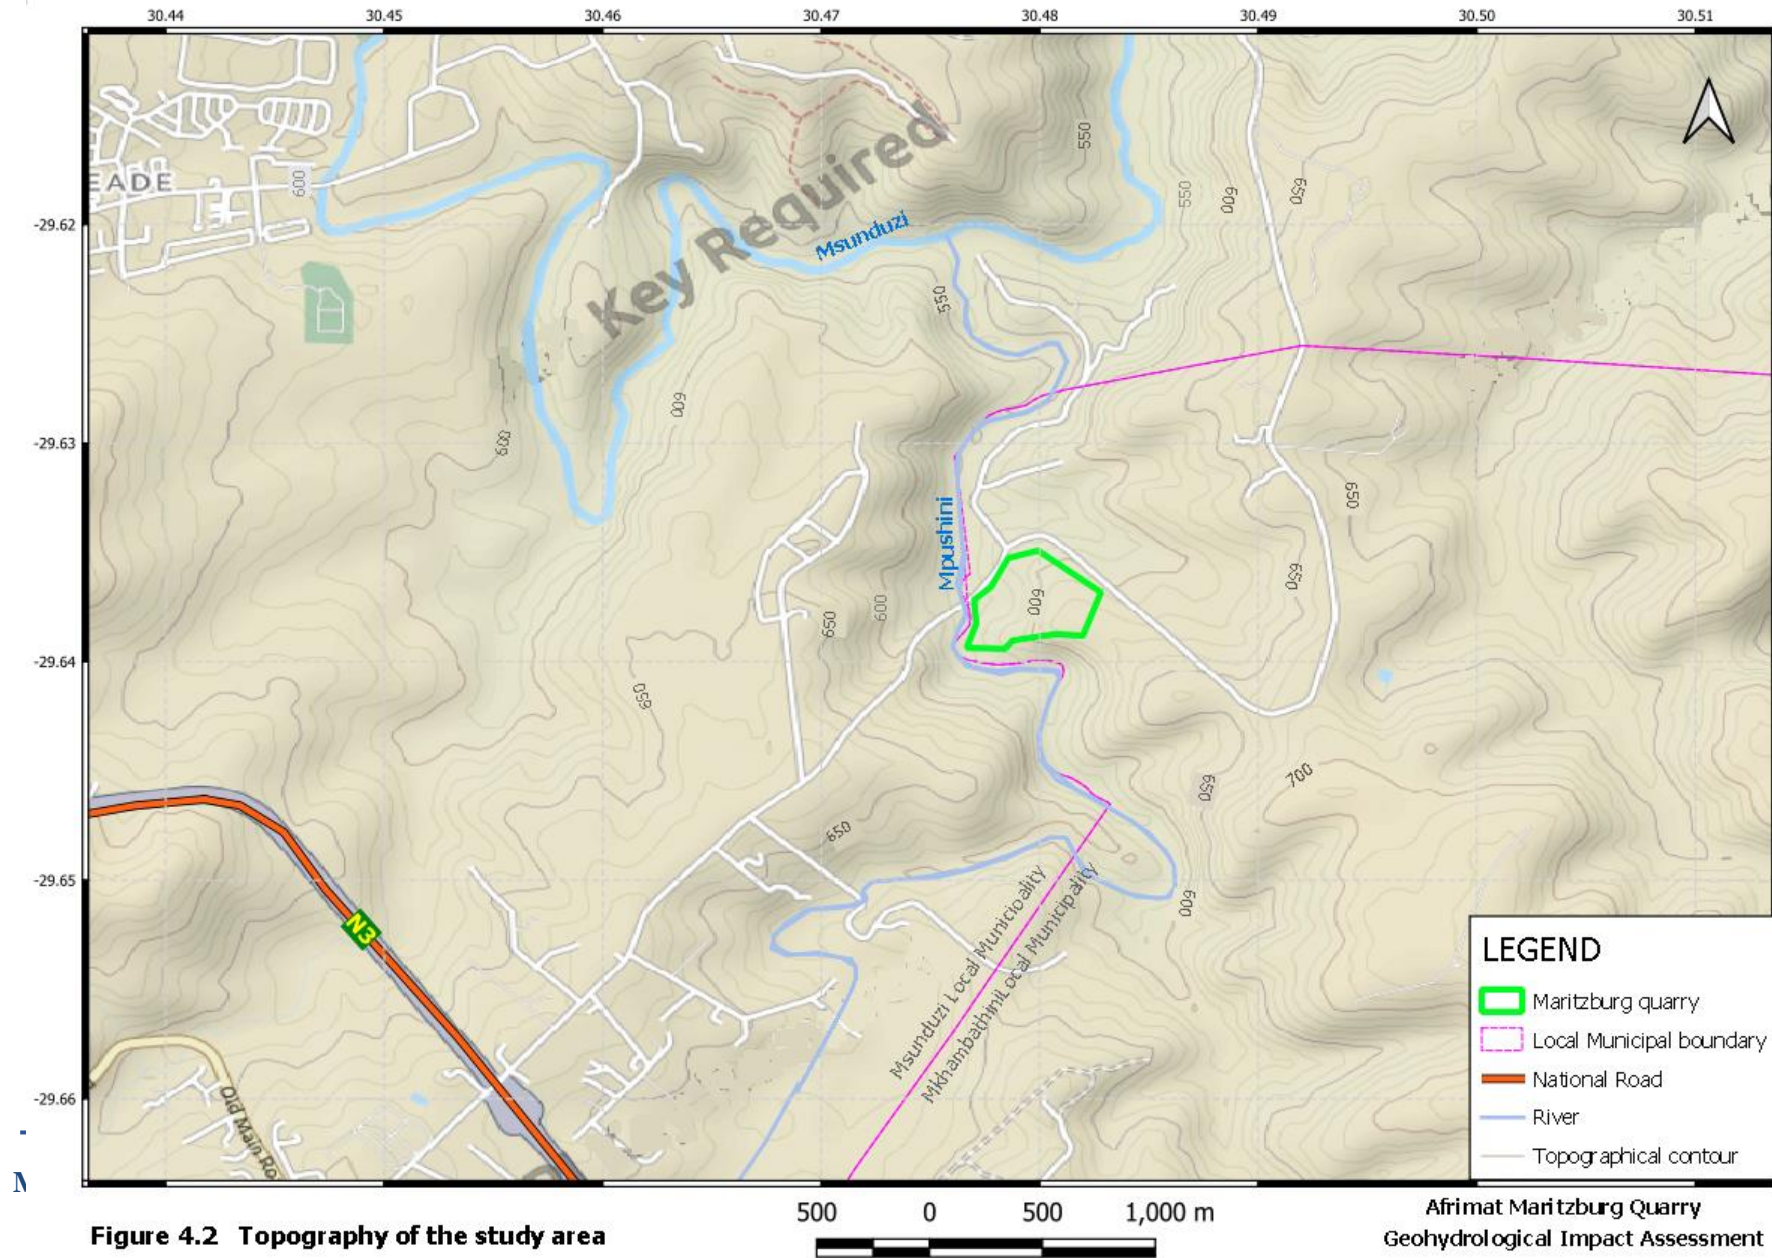 30.44 30.45 30.46 30.47 30.48 30.49 30.50 30.51
-29.62
-29.63
-29.64
-29.65
-29.66
EADE
600
Key Required
Msunduzi
550
550
600
650
550
600
600
Mpushini
650
600
600
650
650
650
650
700
650
600
N3
Old Main Ro
Msunduzi Local Municioality
MkhambathiniLocal Municipality
LEGEND
Maritzburg quarry
Local Municipal boundary
National Road
River
Topographical contour
Figure 4.2 Topography of the study area
500 0 500 1,000 m
Afrimat Maritzburg Quarry
Geohydrological Impact Assessment